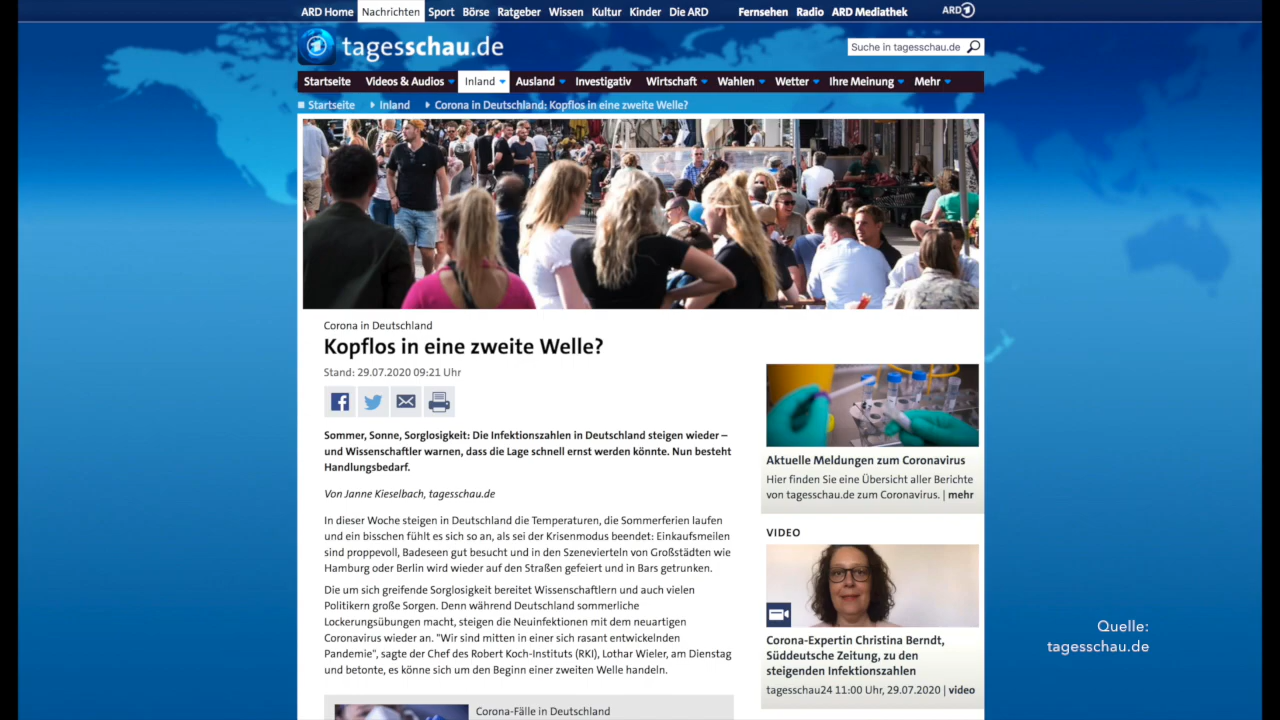 ARD Home Nachrichten Sport Börse Ratgeber Wissen Kultur Kinder Die ARD Fernsehen Radio ARD Mediathek ARD 1
tagesschau.de
Suche in tagesschau.de
Startseite Videos & Audios Inland Ausland Investigativ Wirtschaft Wahlen Wetter Ihre Meinung Mehr
Startseite Inland Corona in Deutschland: Kopflos in eine zweite Welle?
Corona in Deutschland
Kopflos in eine zweite Welle?
Stand: 29.07.2020 09:21 Uhr
Sommer, Sonne, Sorglosigkeit: Die Infektionszahlen in Deutschland steigen wieder –
und Wissenschaftler warnen, dass die Lage schnell ernst werden könnte. Nun besteht
Handlungsbedarf.
Von Janne Kieselbach, tagesschau.de
In dieser Woche steigen in Deutschland die Temperaturen, die Sommerferien laufen
und ein bisschen fühlt es sich so an, als sei der Krisenmodus beendet: Einkaufsmeilen
sind proppevoll, Badeseen gut besucht und in den Szenevierteln von Großstädten wie
Hamburg oder Berlin wird wieder auf den Straßen gefeiert und in Bars getrunken.
Die um sich greifende Sorglosigkeit bereitet Wissenschaftlern und auch vielen
Politikern große Sorgen. Denn während Deutschland sommerliche
Lockerungsübungen macht, steigen die Neuinfektionen mit dem neuartigen
Coronavirus wieder an. "Wir sind mitten in einer sich rasant entwickelnden
Pandemie", sagte der Chef des Robert Koch-Instituts (RKI), Lothar Wieler, am Dienstag
und betonte, es könne sich um den Beginn einer zweiten Welle handeln.
Corona-Fälle in Deutschland
Aktuelle Meldungen zum Coronavirus
Hier finden Sie eine Übersicht aller Berichte
von tagesschau.de zum Coronavirus. | mehr
VIDEO
Corona-Expertin Christina Berndt,
Süddeutsche Zeitung, zu den
steigenden Infektionszahlen
tagesschau24 11:00 Uhr, 29.07.2020 | video
Quelle:
tagesschau.de